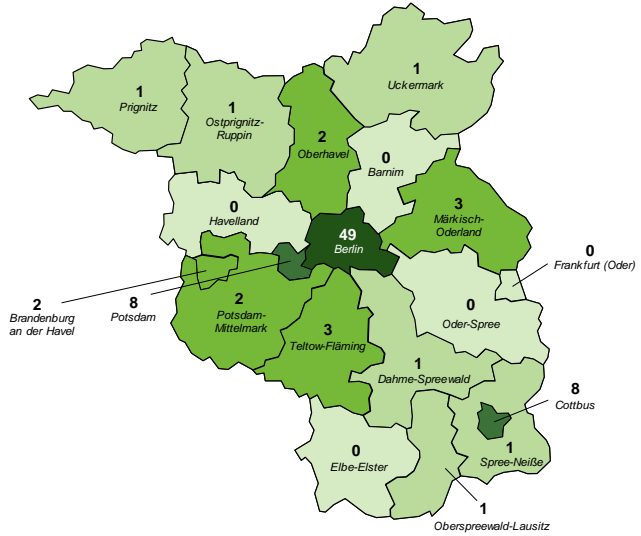 1
Uckermark
1
Prignitz
1
Ostprignitz-
Ruppin
2
Oberhavel
0
Barnim
3
Märkisch-
Oderland
0
Havelland
49
Berlin
0
Frankfurt (Oder)
2
Brandenburg
an der Havel
8
Potsdam
2
Potsdam-
Mittelmark
3
Teltow-Fläming
0
Oder-Spree
1
Dahme-Spreewald
8
Cottbus
1
Spree-Neiße
0
Elbe-Elster
1
Oberspreewald-Lausitz